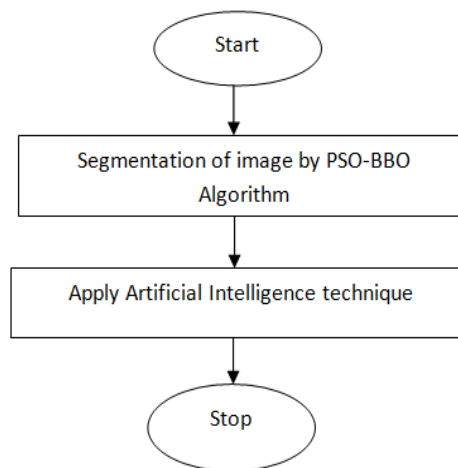 Start
Segmentation of image by PSO-BBO
Algorithm
Apply Artificial Intelligence technique
Stop